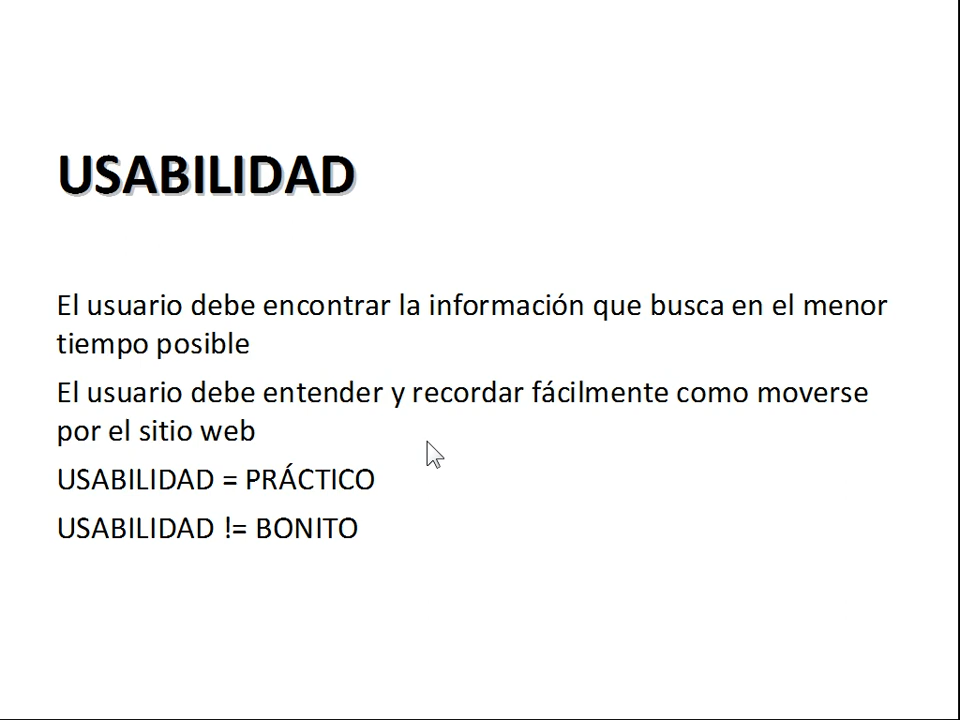 USABILIDAD
El usuario debe encontrar la información que busca en el menor
tiempo posible
El usuario debe entender y recordar fácilmente como moverse
por el sitio web
USABILIDAD = PRÁCTICO
USABILIDAD != BONITO